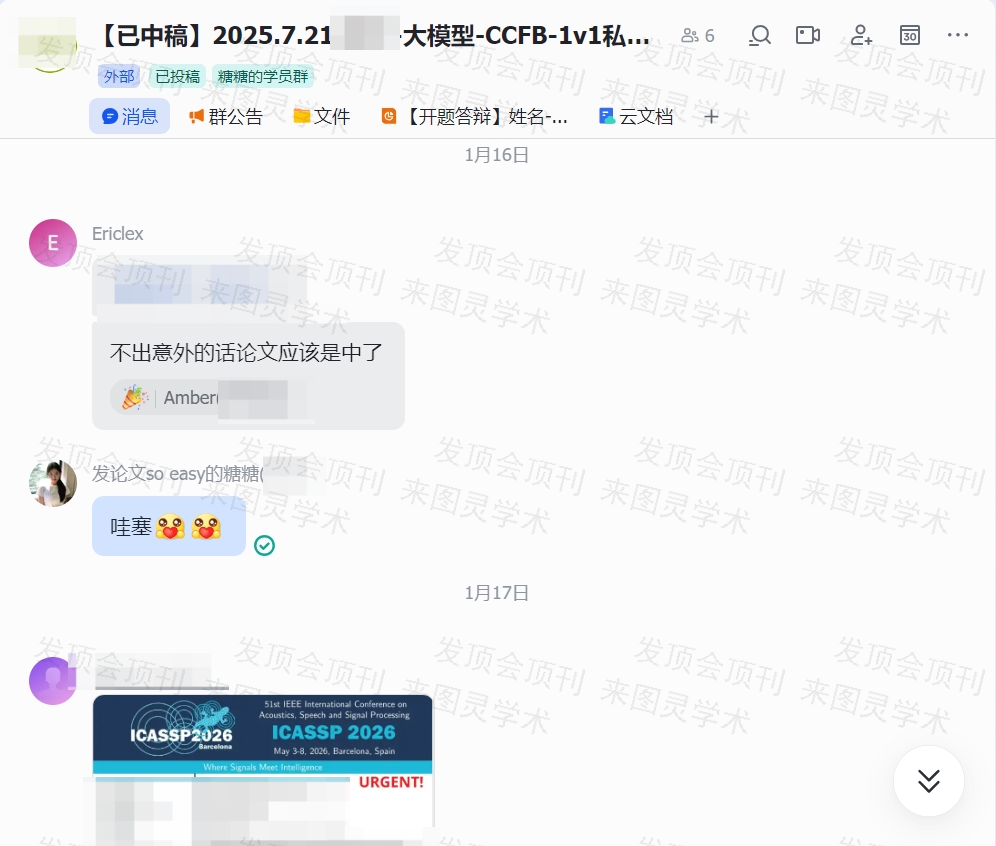 【已中稿】2025.7.21 -大模型-CCFB-1v1私...
6
30
外部 已投稿 糖糖的学员群
消息 群公告 文件 【开题答辩】姓名-... 云文档
1月16日
E
Ericlex
不出意外的话论文应该是中了
Amber(
发论文so easy的糖糖(
哇塞
1月17日
51st IEEE International Conference on
Acoustics, Speech and Signal Processing
ICASSP2026
Barcelona
ICASSP 2026
May 3-8, 2026, Barcelona, Spain
Where Signals Meet Intelligence
URGENT!
发顶会顶刊
来图灵学术